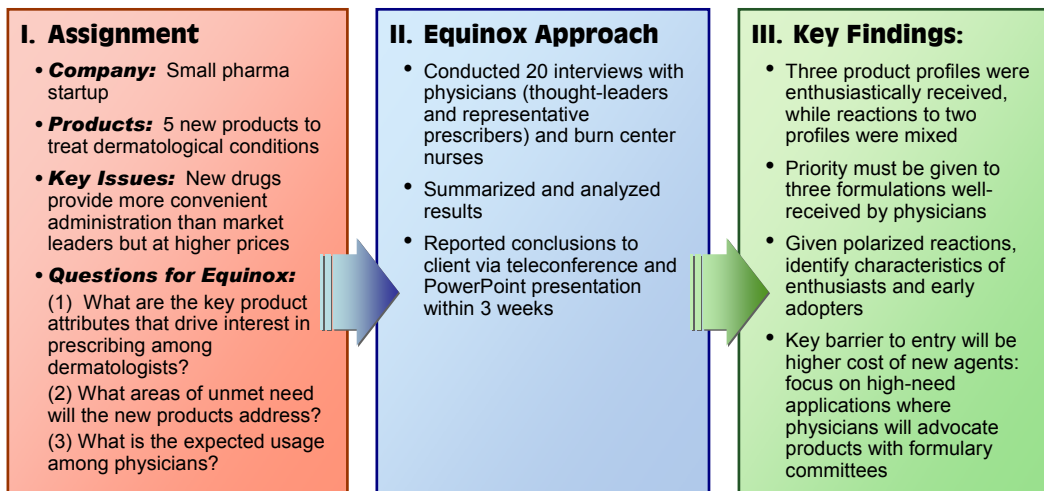 I. Assignment
• Company: Small pharma
startup
• Products: 5 new products to
treat dermatological conditions
• Key Issues: New drugs
provide more convenient
administration than market
leaders but at higher prices
• Questions for Equinox:
(1) What are the key product
attributes that drive interest in
prescribing among
dermatologists?
(2) What areas of unmet need
will the new products address?
(3) What is the expected usage
among physicians?
II. Equinox Approach
• Conducted 20 interviews with
physicians (thought-leaders
and representative
prescribers) and burn center
nurses
• Summarized and analyzed
results
• Reported conclusions to
client via teleconference and
PowerPoint presentation
within 3 weeks
III. Key Findings:
• Three product profiles were
enthusiastically received,
while reactions to two
profiles were mixed
• Priority must be given to
three formulations well-
received by physicians
• Given polarized reactions,
identify characteristics of
enthusiasts and early
adopters
• Key barrier to entry will be
higher cost of new agents:
focus on high-need
applications where
physicians will advocate
products with formulary
committees